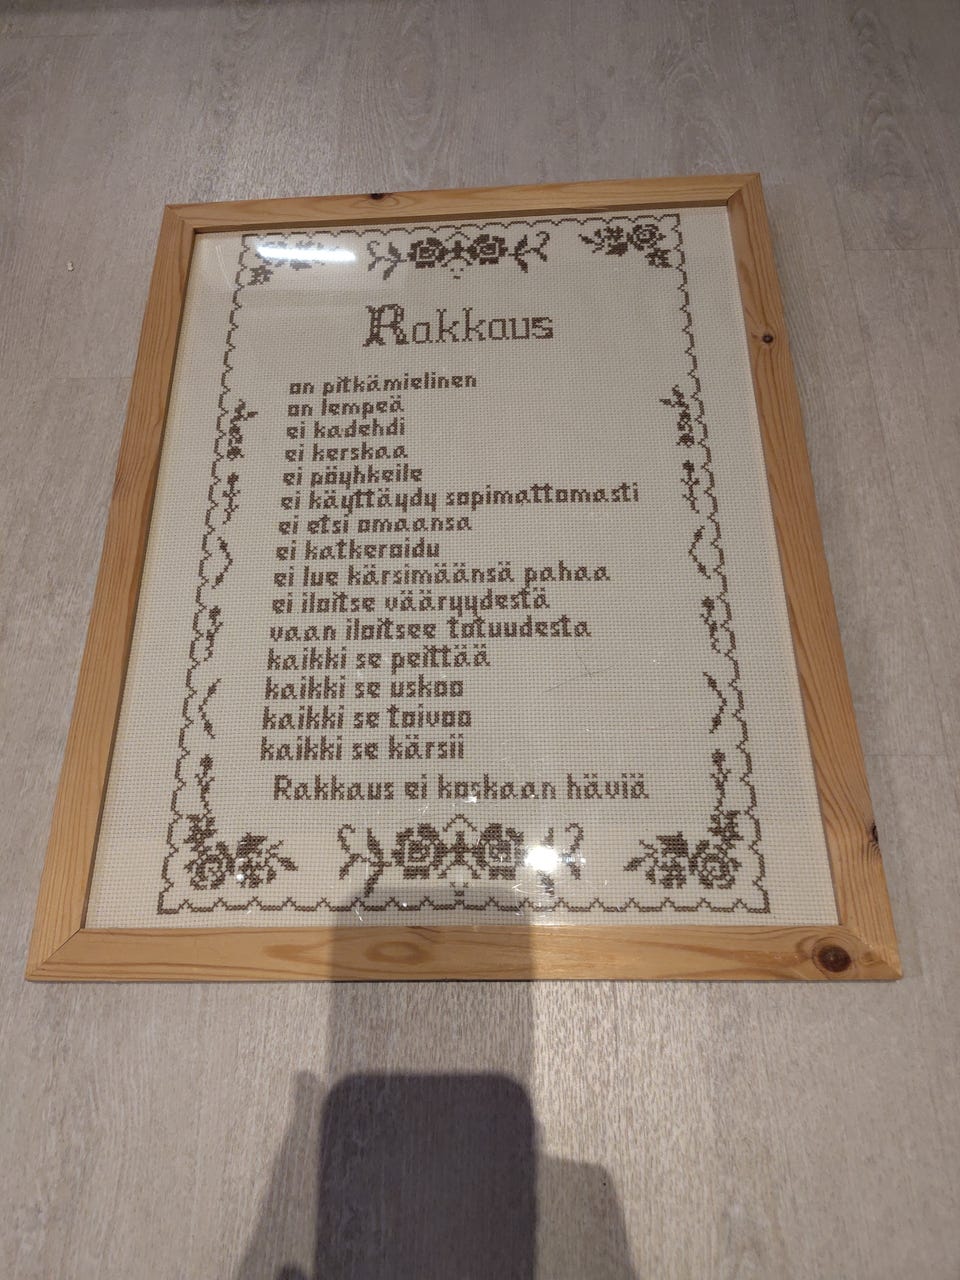 Rakkaus
on pitkämielinen
on lempeä
ei kadehdi
ei kerskaa
ei pöyhkeile
ei käyttäydy sopimattomasti
ei etsi omaansa
ei katkeroidu
ei lue kärsimäänsä pahaa
ei iloitse vääryydestä
vaan iloitsee totuudesta
kaikki se peittää
kaikki se uskoo
kaikki se toivoo
kaikki se kärsii
Rakkaus ei koskaan häviä